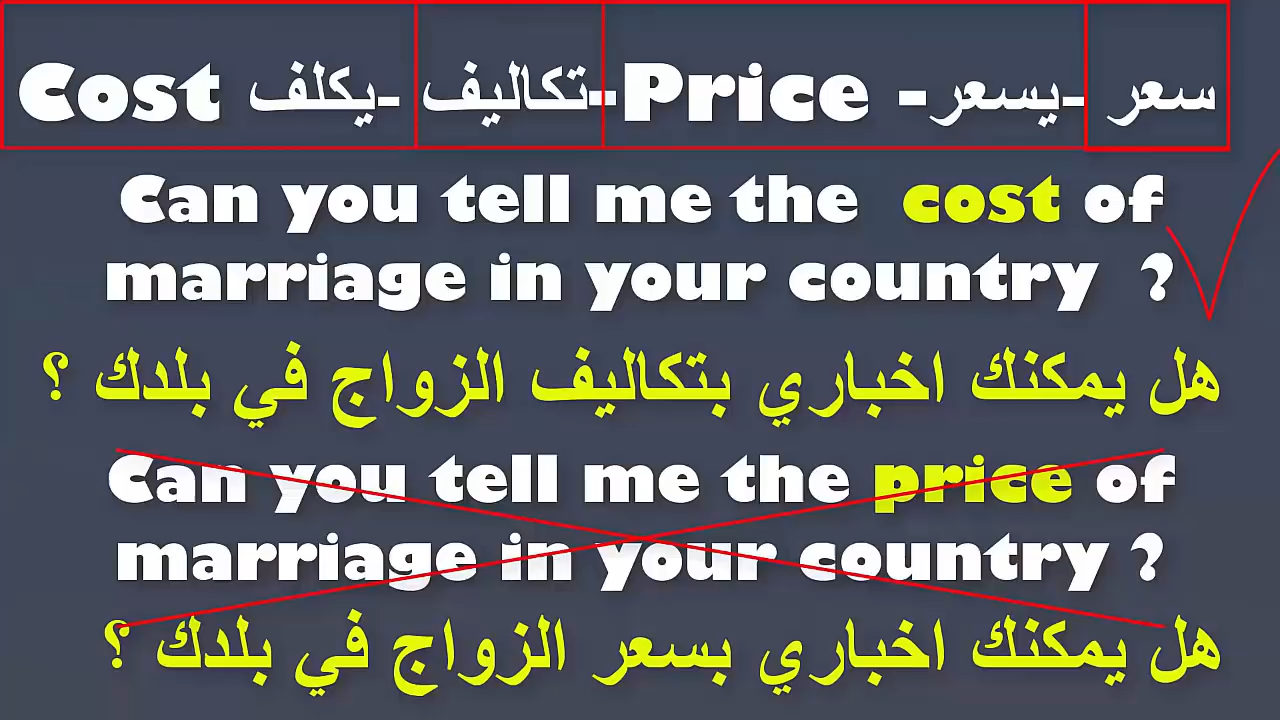 Cost يكلف- تكاليف-Price -يسعر- سعر
Can you tell me the cost of
marriage in your country ?
هل يمكنك اخباري بتكاليف الزواج في بلدك ؟
Can you tell me the price of
marriage in your country ?
هل يمكنك اخباري بسعر الزواج في بلدك ؟